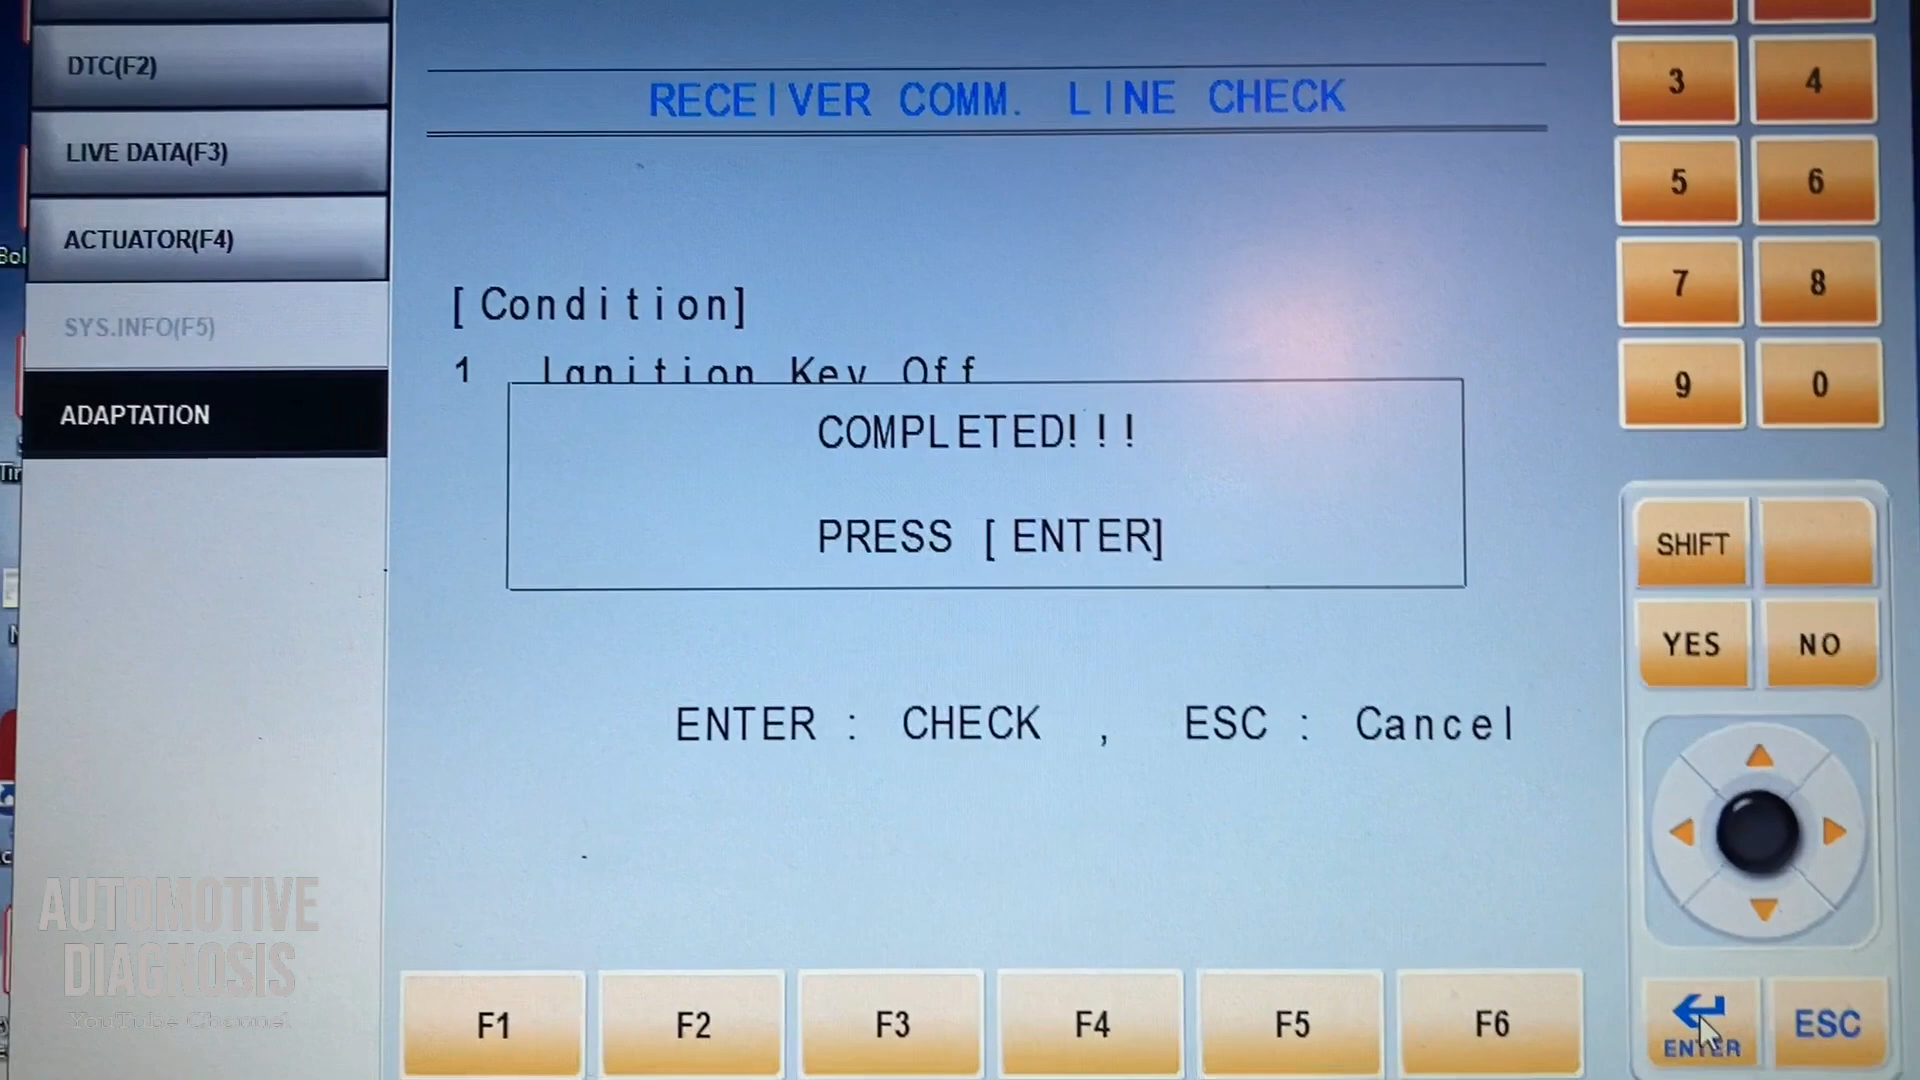 DTC(F2)
LIVE DATA(F3)
ACTUATOR(F4)
SYS.INFO(F5)
ADAPTATION
RECEIVER COMM. LINE CHECK
[Condition]
1 Ignition Key Off
COMPLETED!!!
PRESS [ENTER]
ENTER : CHECK , ESC : Cancel
3 4
5 6
7 8
9 0
SHIFT
YES NO
ENTER ESC
F1 F2 F3 F4 F5 F6
AUTOMOTIVE
DIAGNOSIS
YouTube Channel